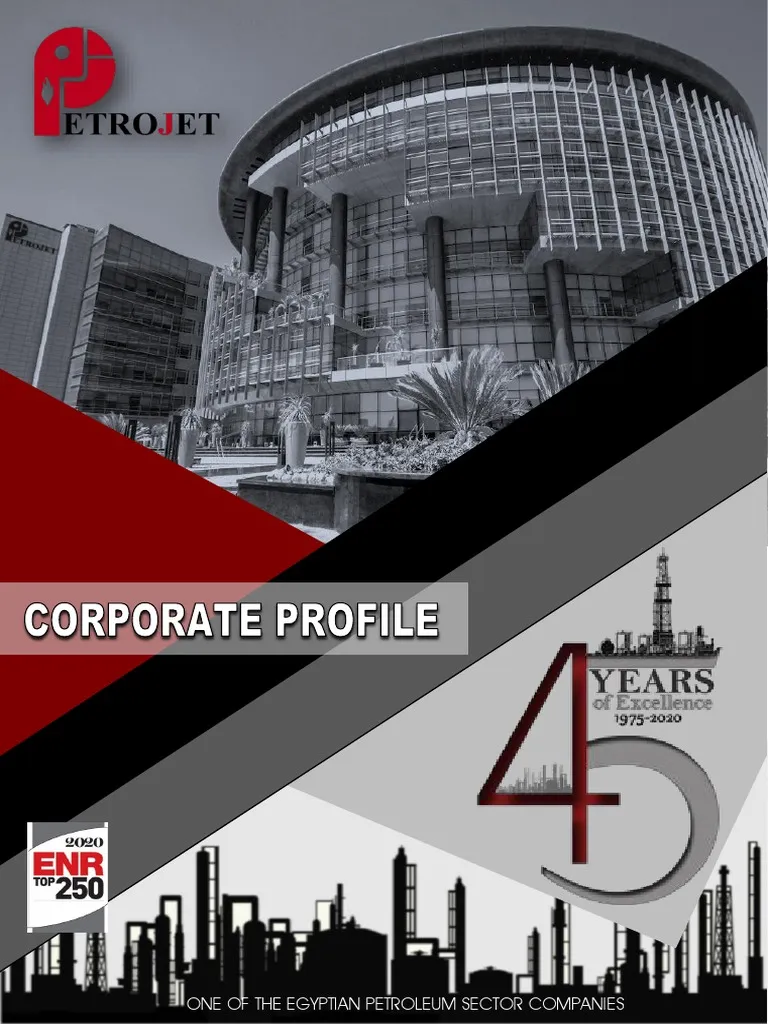 PETROJET
PETROJET
CORPORATE PROFILE
45
YEARS
of Excellence
1975-2020
2020
ENR
TOP 250
ONE OF THE EGYPTIAN PETROLEUM SECTOR COMPANIES